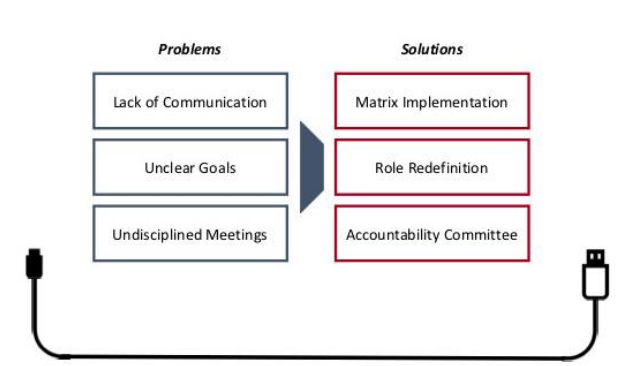 Problems
Solutions
Lack of Communication
Matrix Implementation
Unclear Goals
Role Redefinition
Undisciplined Meetings
Accountability Committee